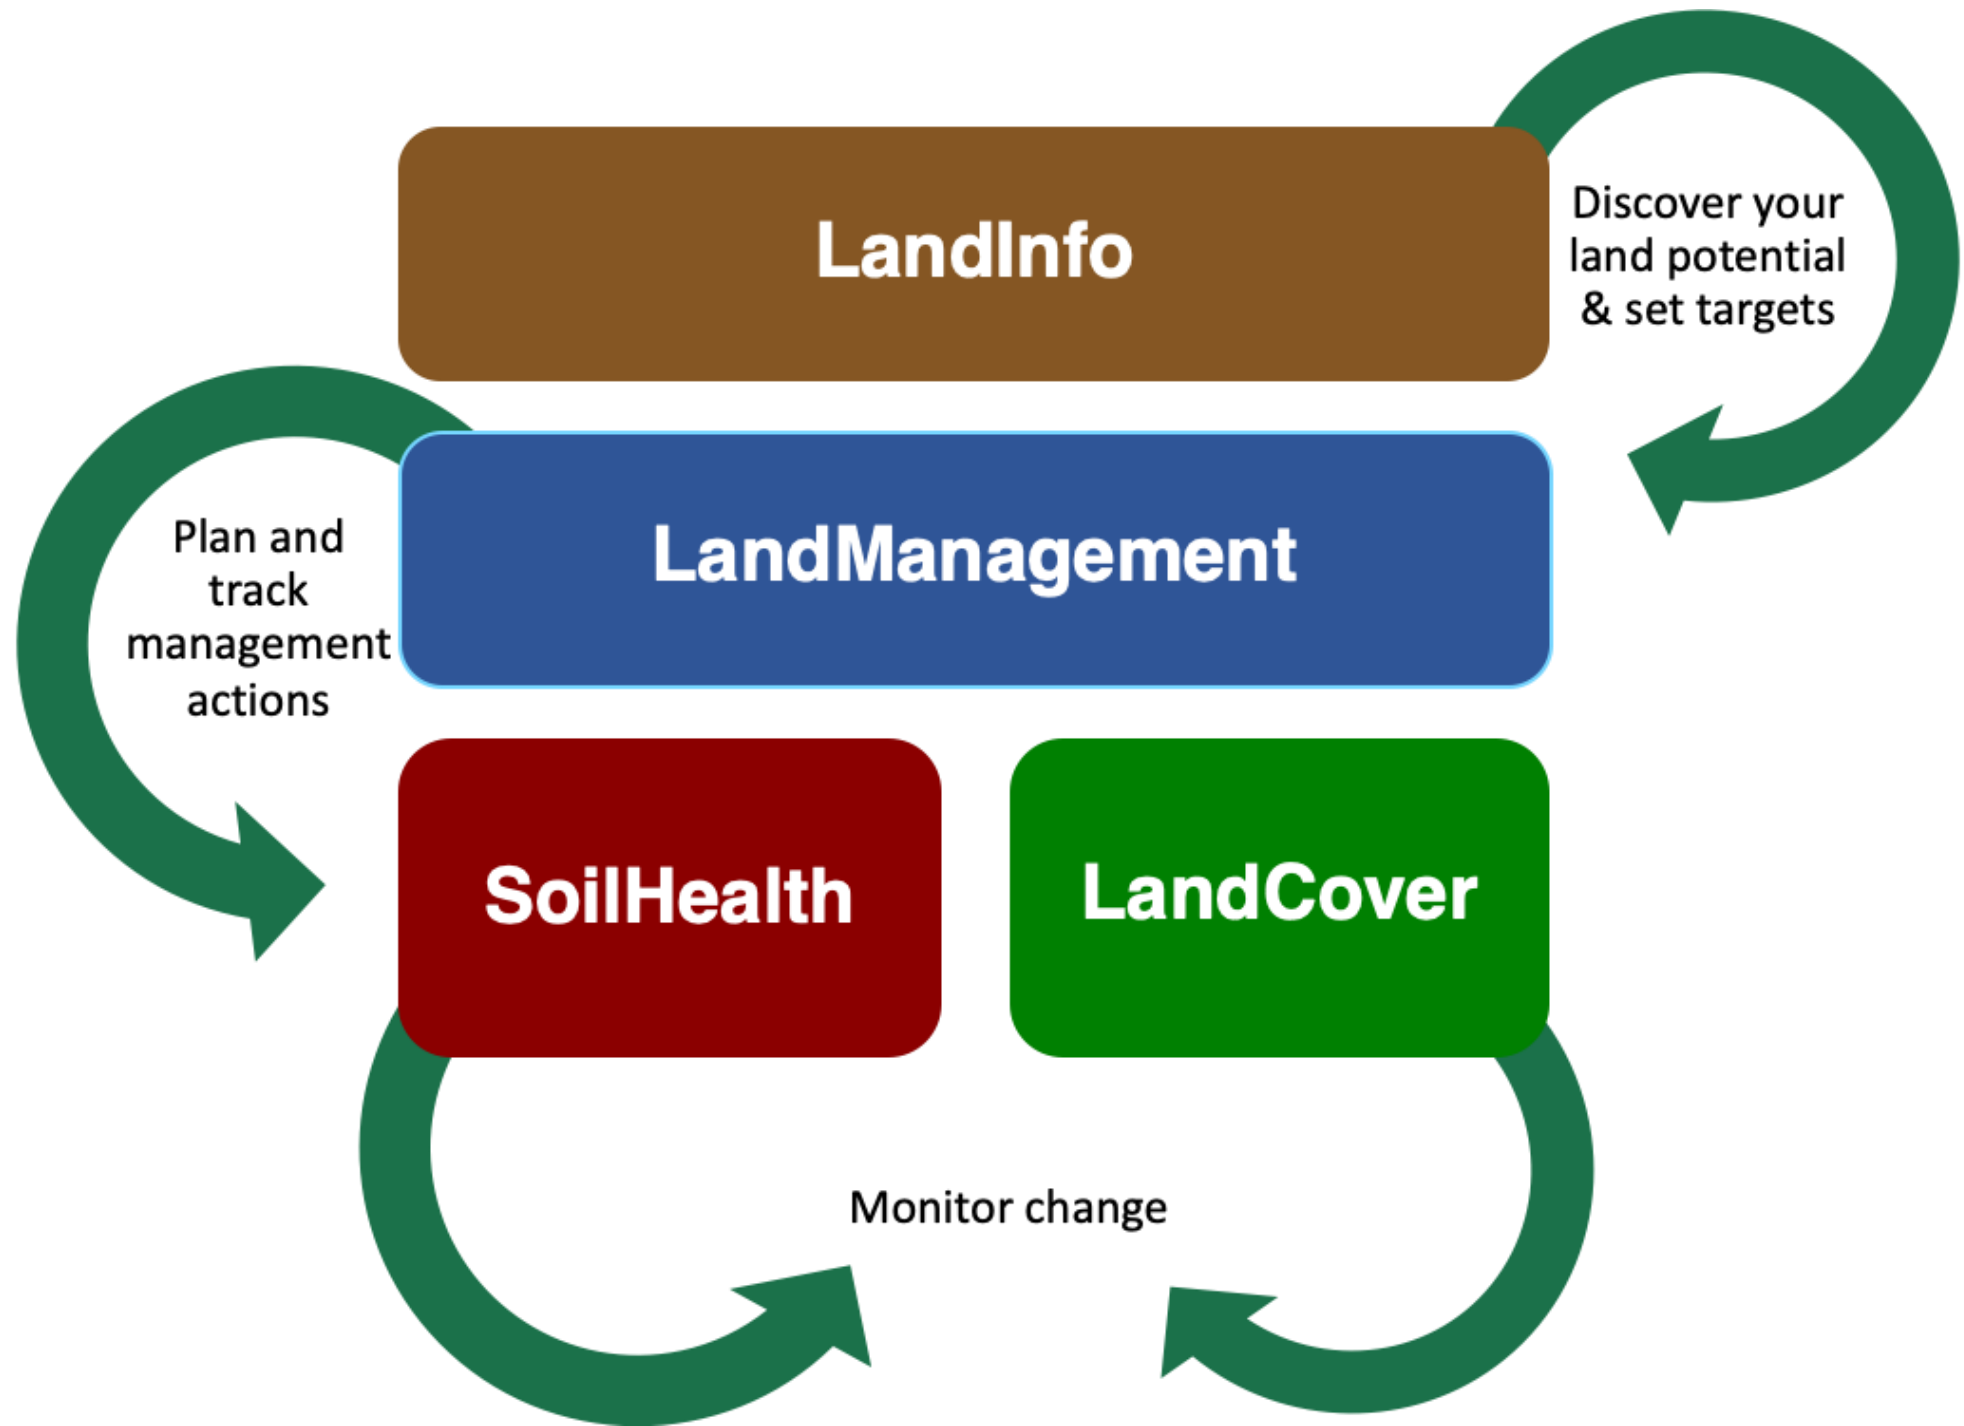 LandInfo
Discover your
land potential
& set targets
LandManagement
Plan and
track
management
actions
SoilHealth
LandCover
Monitor change